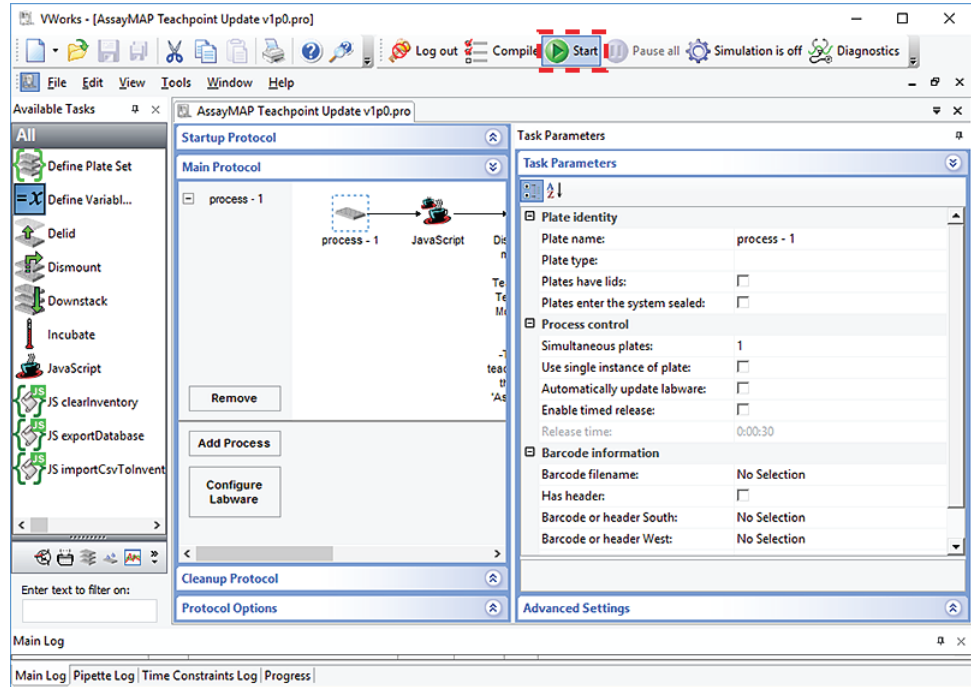 VWorks - [AssayMAP Teachpoint Update v1p0.pro]
Log out Compile Start Pause all Simulation is off Diagnostics
File Edit View Tools Window Help
Available Tasks
AssayMAP Teachpoint Update v1p0.pro
All
Define Plate Set
=x Define Variabl...
Delid
Dismount
Downstack
Incubate
JavaScript
JS clearInventory
JS exportDatabase
JS importCsvToInvent
Enter text to filter on:
Startup Protocol
Main Protocol
process - 1
process - 1 JavaScript Dis
Te
Te
Mu
-T
teac
th
'As
Remove
Add Process
Configure
Labware
Cleanup Protocol
Protocol Options
Task Parameters
Task Parameters
Plate identity
Plate name: process - 1
Plate type:
Plates have lids:
Plates enter the system sealed:
Process control
Simultaneous plates: 1
Use single instance of plate:
Automatically update labware:
Enable timed release:
Release time: 0:00:30
Barcode information
Barcode filename: No Selection
Has header:
Barcode or header South: No Selection
Barcode or header West: No Selection
Advanced Settings
Main Log
Main Log Pipette Log Time Constraints Log Progress